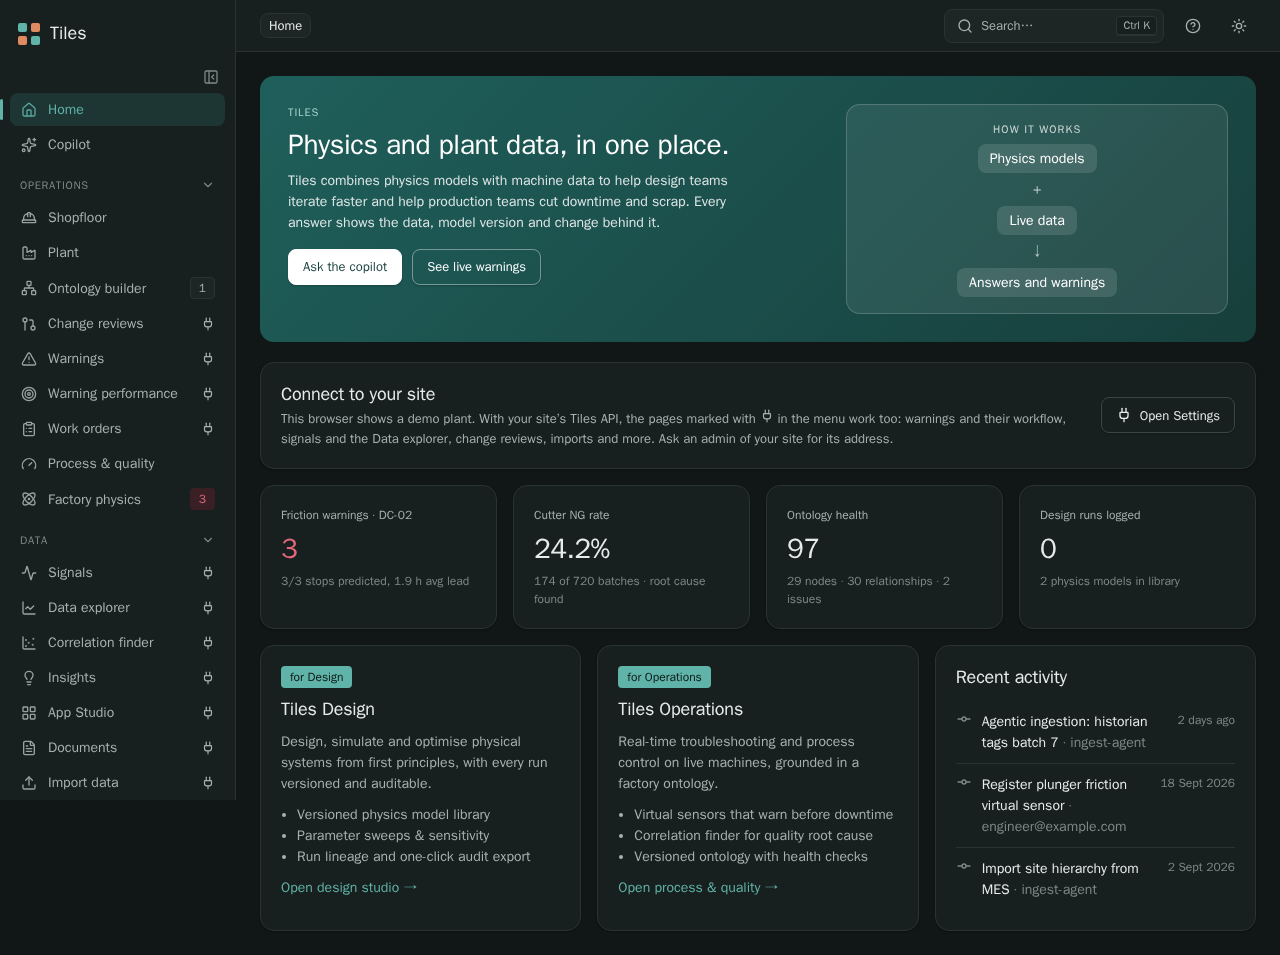 Tiles
Home
Copilot
OPERATIONS
Shopfloor
Plant
Ontology builder 1
Change reviews
Warnings
Warning performance
Work orders
Process & quality
Factory physics 3
DATA
Signals
Data explorer
Correlation finder
Insights
App Studio
Documents
Import data
Home
Search… Ctrl K
TILES
Physics and plant data, in one place.
Tiles combines physics models with machine data to help design teams
iterate faster and help production teams cut downtime and scrap. Every
answer shows the data, model version and change behind it.
Ask the copilot See live warnings
HOW IT WORKS
Physics models
+
Live data
↓
Answers and warnings
Connect to your site
This browser shows a demo plant. With your site's Tiles API, the pages marked with in the menu work too: warnings and their workflow,
signals and the Data explorer, change reviews, imports and more. Ask an admin of your site for its address.
Open Settings
Friction warnings · DC-02
3
3/3 stops predicted, 1.9 h avg lead
Cutter NG rate
24.2%
174 of 720 batches · root cause
found
Ontology health
97
29 nodes · 30 relationships · 2
issues
Design runs logged
0
2 physics models in library
for Design
Tiles Design
Design, simulate and optimise physical
systems from first principles, with every run
versioned and auditable.
• Versioned physics model library
• Parameter sweeps & sensitivity
• Run lineage and one-click audit export
Open design studio →
for Operations
Tiles Operations
Real-time troubleshooting and process
control on live machines, grounded in a
factory ontology.
• Virtual sensors that warn before downtime
• Correlation finder for quality root cause
• Versioned ontology with health checks
Open process & quality →
Recent activity
Agentic ingestion: historian 2 days ago
tags batch 7 · ingest-agent
Register plunger friction 18 Sept 2026
virtual sensor ·
engineer@example.com
Import site hierarchy from 2 Sept 2026
MES · ingest-agent